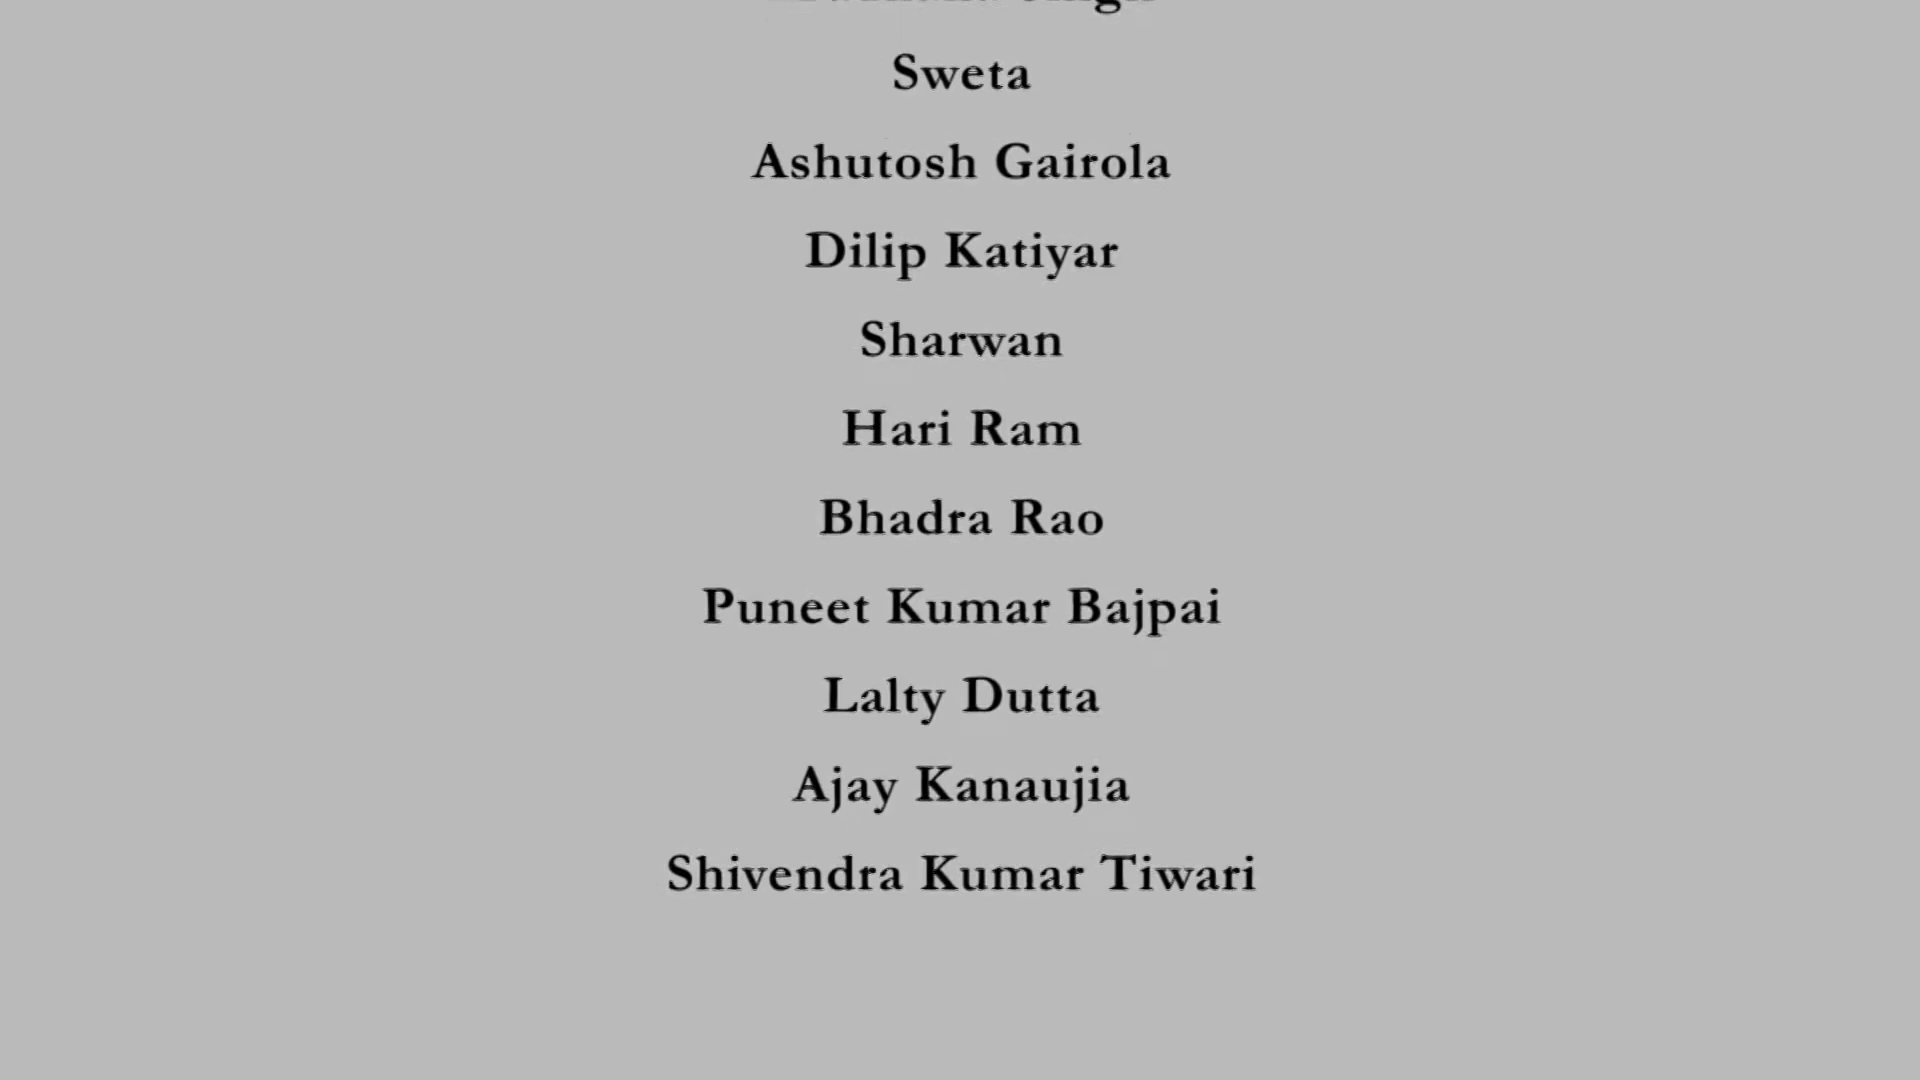 Sweta
Ashutosh Gairola
Dilip Katiyar
Sharwan
Hari Ram
Bhadra Rao
Puneet Kumar Bajpai
Lalty Dutta
Ajay Kanaujia
Shivendra Kumar Tiwari